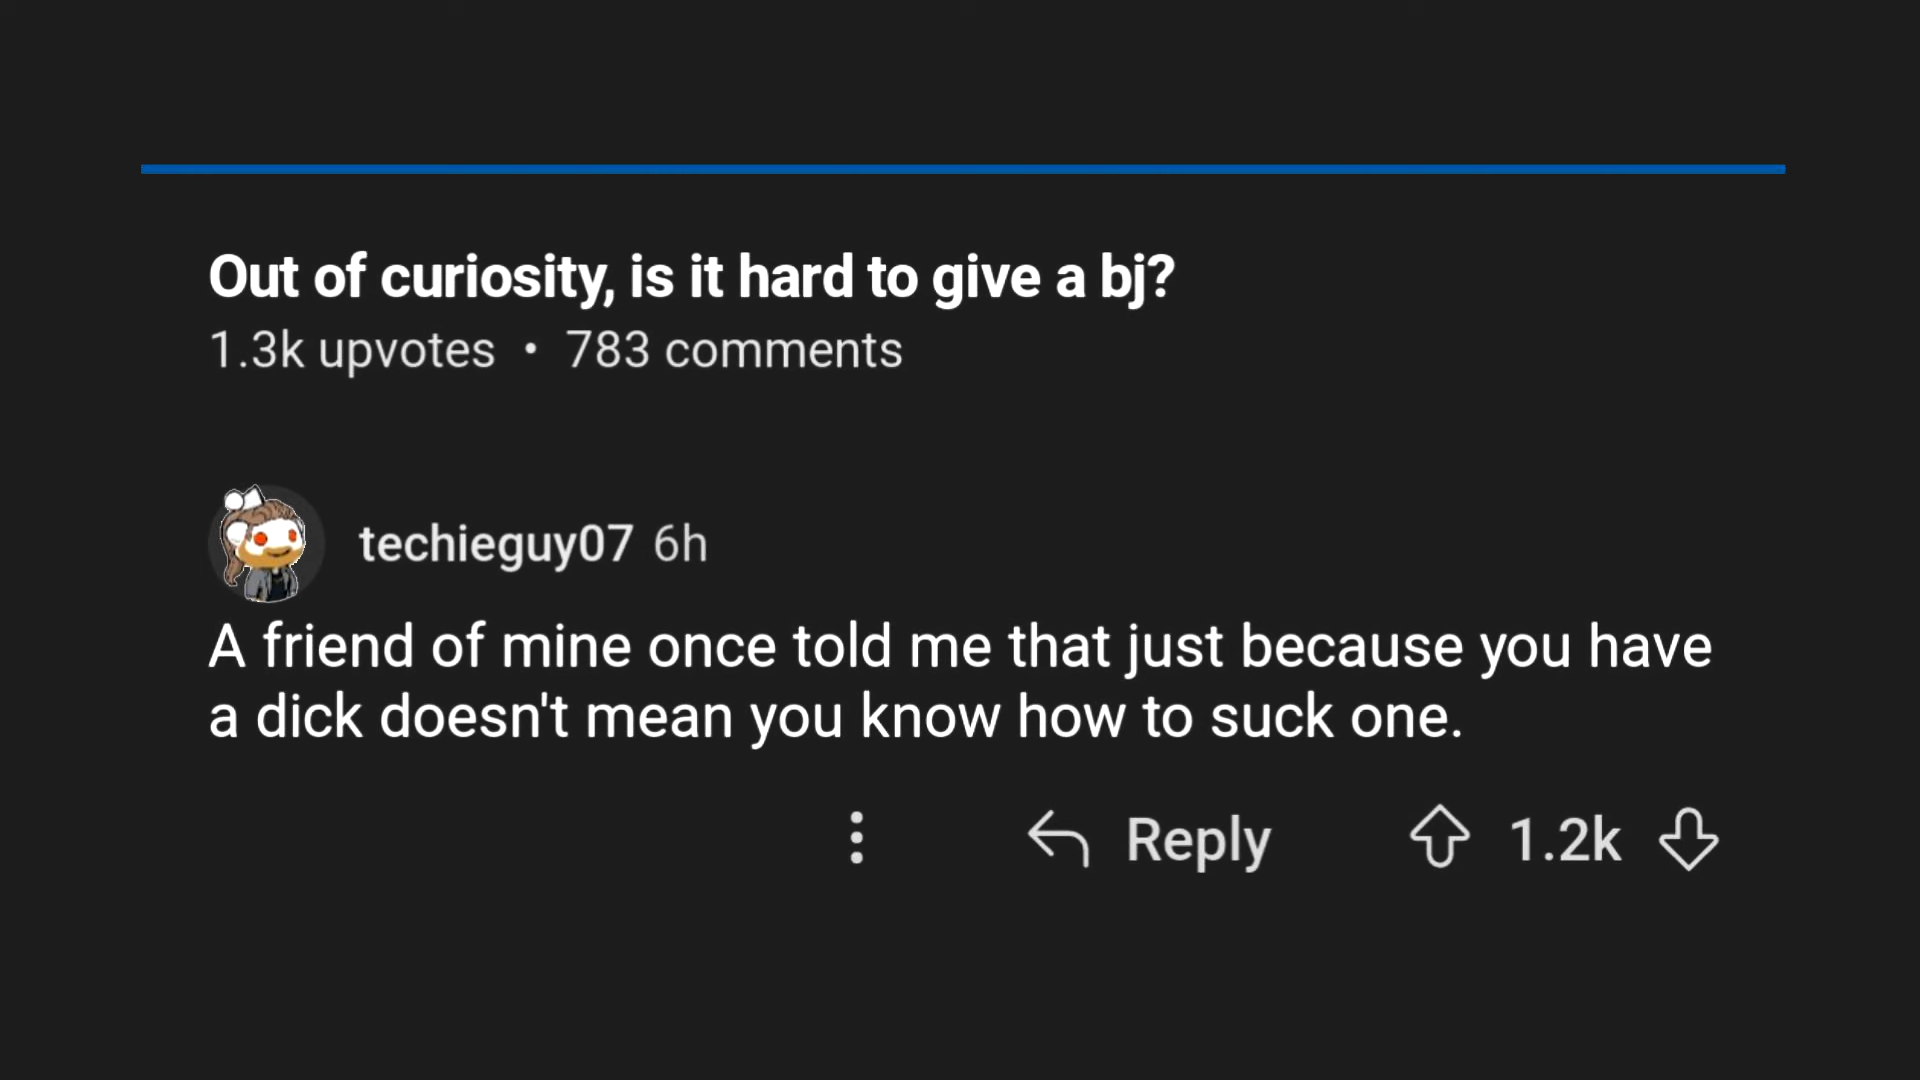 Out of curiosity, is it hard to give a bj?
1.3k upvotes • 783 comments
techieguy07 6h
A friend of mine once told me that just because you have
a dick doesn't mean you know how to suck one.
Reply 1.2k